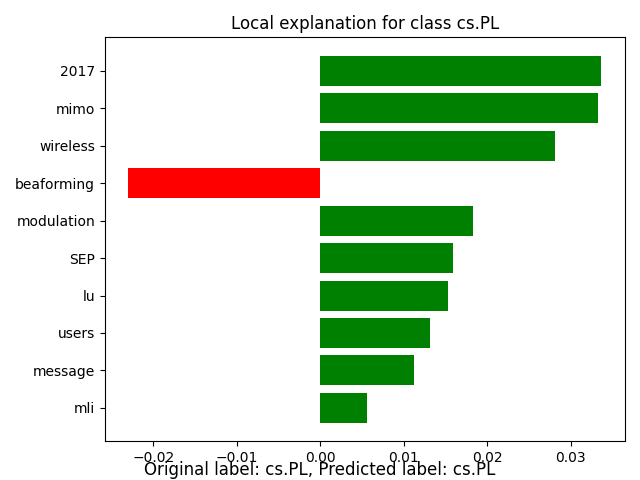 Local explanation for class cs.PL
2017
mimo
wireless
beaforming
modulation
SEP
lu
users
message
mli
−0.02 −0.01 0.00 0.01 0.02 0.03
Original label: cs.PL, Predicted label: cs.PL